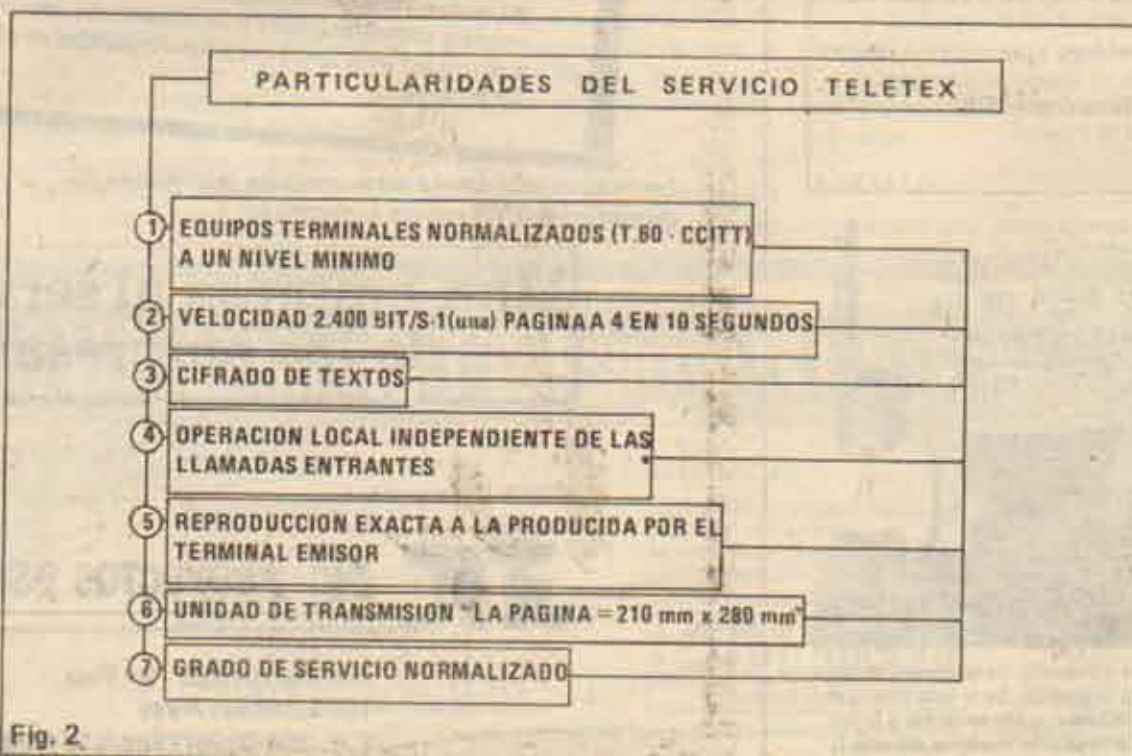 PARTICULARIDADES DEL SERVICIO TELETEX
1 EQUIPOS TERMINALES NORMALIZADOS (T.60 - CCITT)
A UN NIVEL MINIMO
2 VELOCIDAD 2.400 BIT/S-1(una) PAGINA A 4 EN 10 SEGUNDOS
3 CIFRADO DE TEXTOS
4 OPERACION LOCAL INDEPENDIENTE DE LAS
LLAMADAS ENTRANTES
5 REPRODUCCION EXACTA A LA PRODUCIDA POR EL
TERMINAL EMISOR
6 UNIDAD DE TRANSMISION "LA PAGINA = 210 mm x 280 mm"
7 GRADO DE SERVICIO NORMALIZADO
Fig. 2